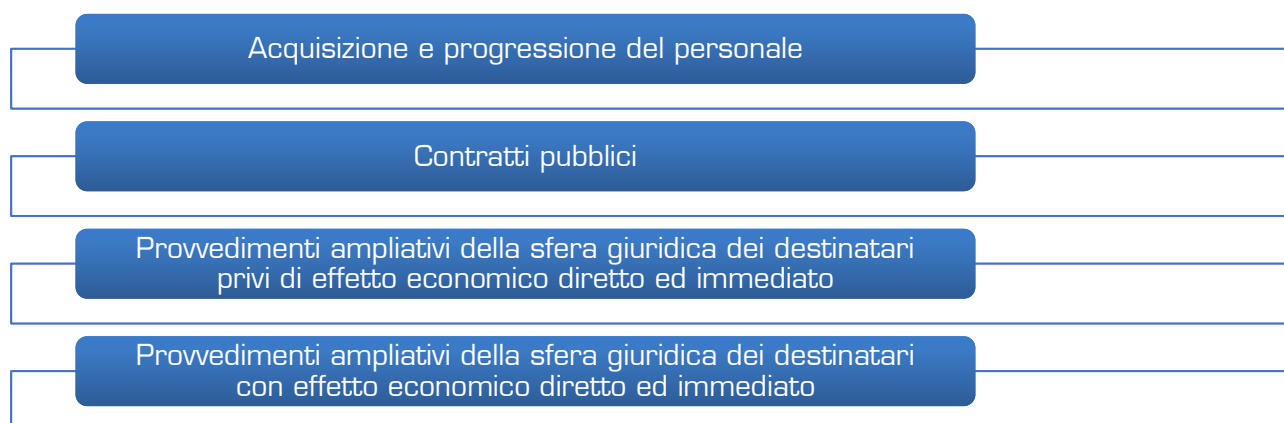 Acquisizione e progressione del personale
Contratti pubblici
Provvedimenti ampliativi della sfera giuridica dei destinatari
privi di effetto economico diretto ed immediato
Provvedimenti ampliativi della sfera giuridica dei destinatari
con effetto economico diretto ed immediato